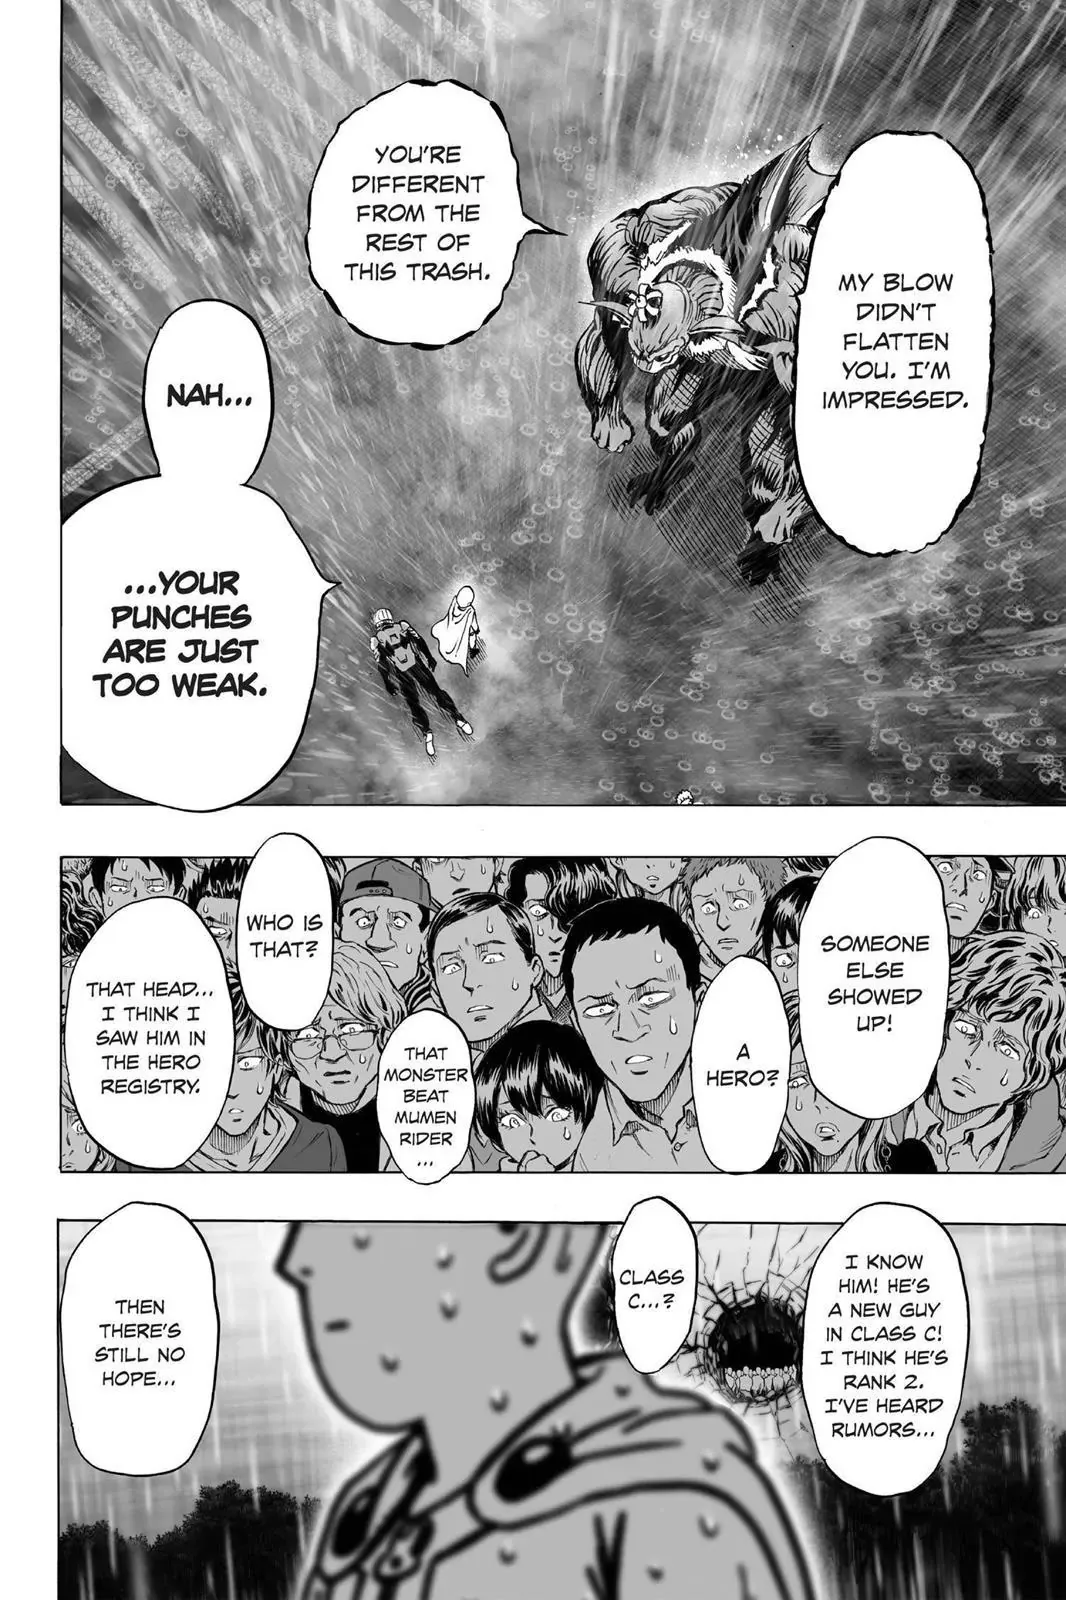 MY BLOW
DIDN'T
FLATTEN
YOU. I'M
IMPRESSED.
YOU'RE
DIFFERENT
FROM THE
REST OF
THIS TRASH.
NAH...
...YOUR
PUNCHES
ARE JUST
TOO WEAK.
SOMEONE
ELSE
SHOWED
UP!
A
HERO?
WHO IS
THAT?
THAT
MONSTER
BEAT
MUMEN
RIDER
...
THAT HEAD...
I THINK I
SAW HIM IN
THE HERO
REGISTRY.
I KNOW
HIM! HE'S
A NEW GUY
IN CLASS C!
I THINK HE'S
RANK 2.
I'VE HEARD
RUMORS...
CLASS
C...?
THEN
THERE'S
STILL NO
HOPE...